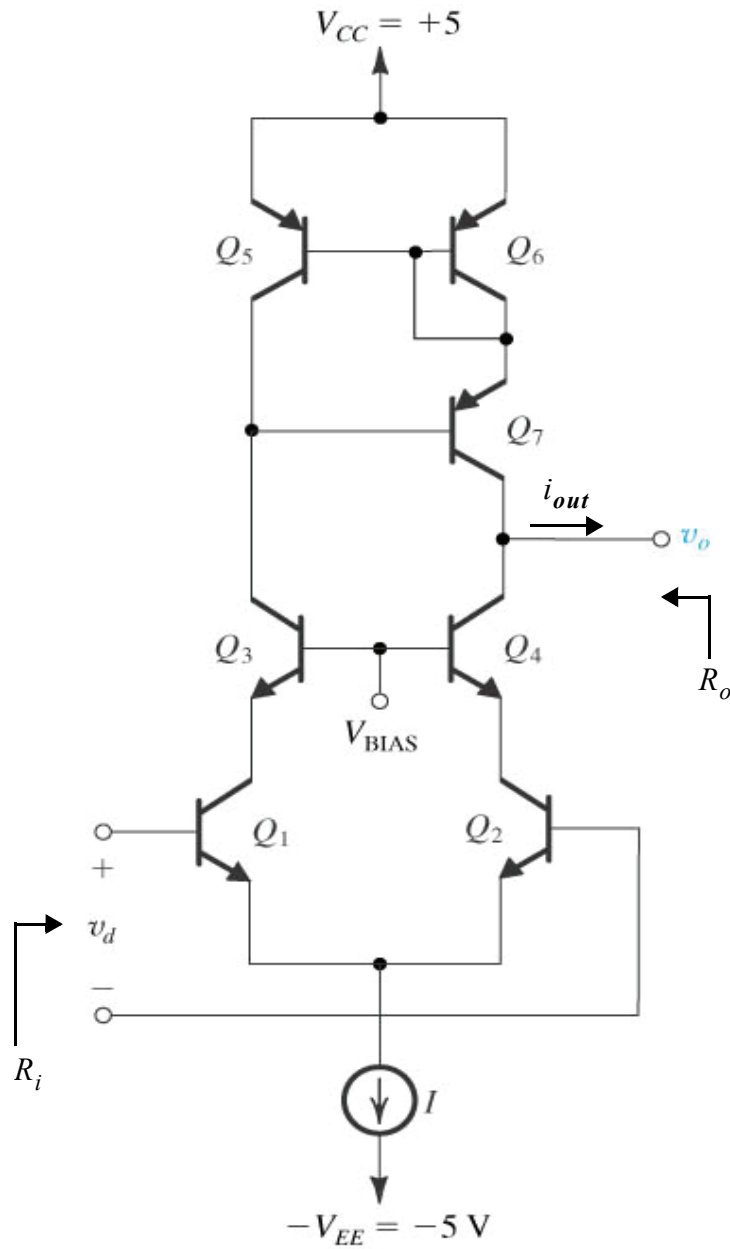 V_CC = +5
Q_5
Q_6
Q_7
i_out
v_o
Q_3
Q_4
R_o
V_BIAS
Q_1
Q_2
+
v_d
−
R_i
I
−V_EE = −5 V